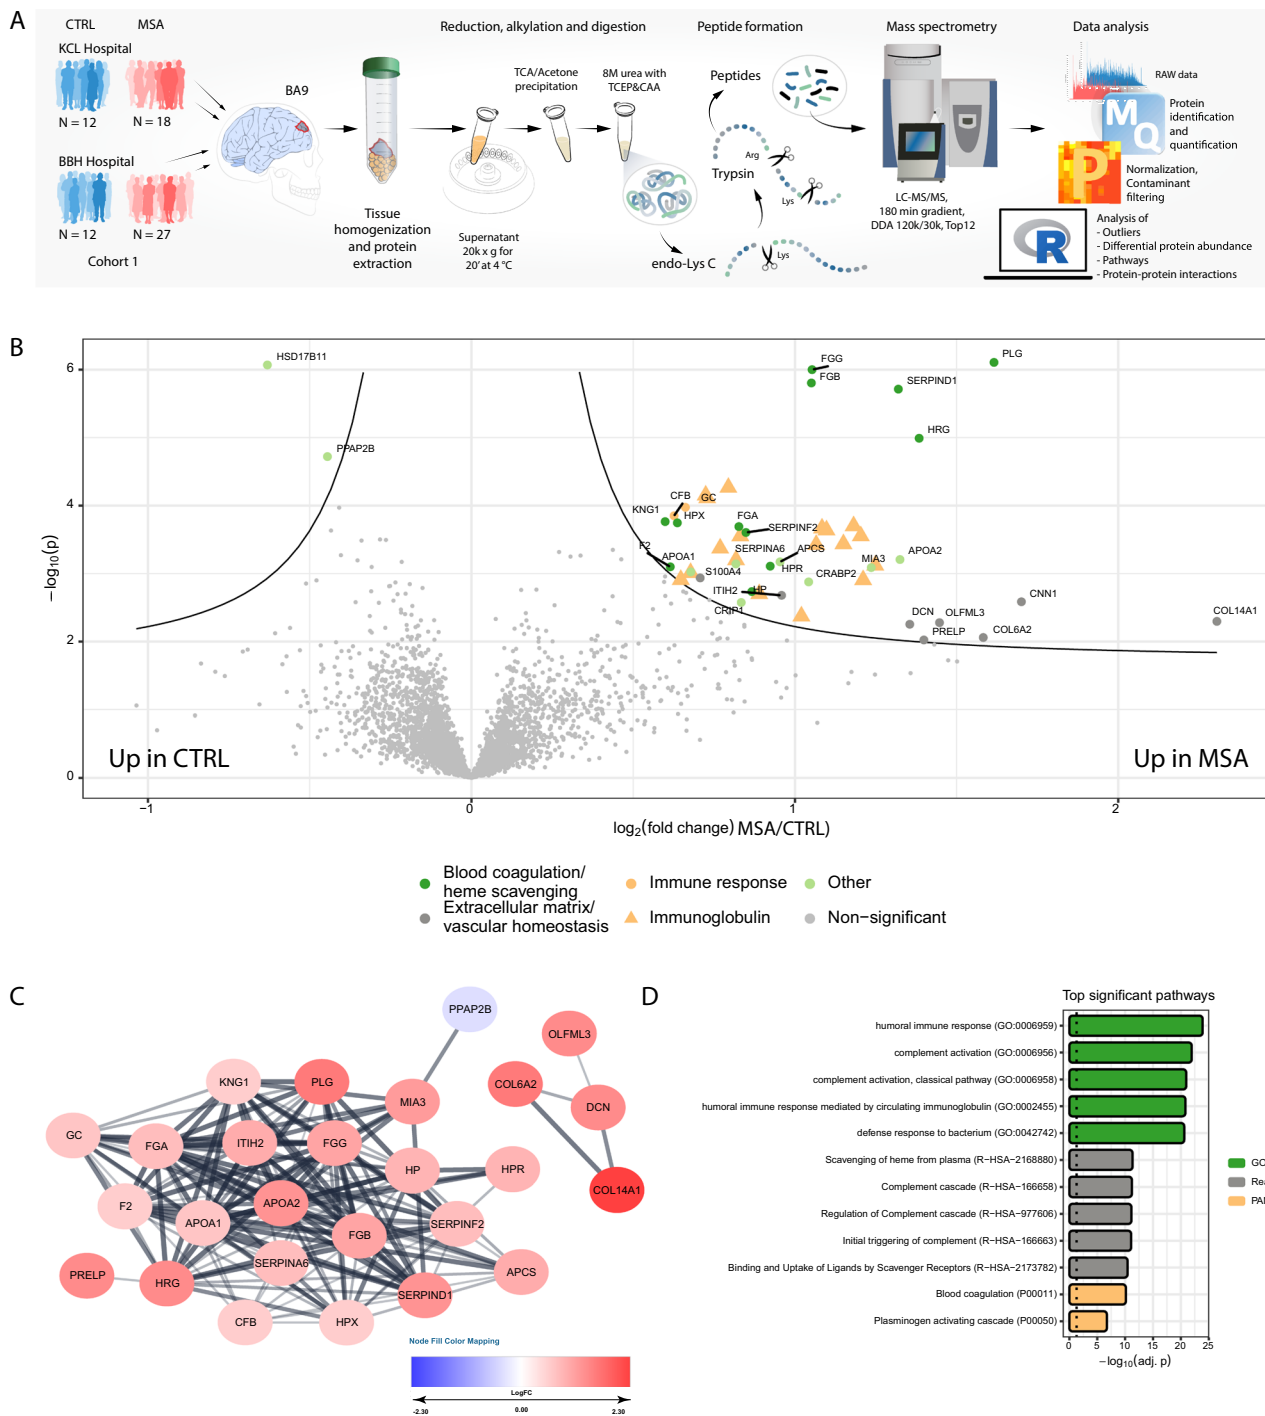 A
CTRL
MSA
KCL Hospital
N = 12
N = 18
BBH Hospital
N = 12
N = 27
Cohort 1
BA9
Tissue
homogenization
and protein
extraction
Reduction, alkylation and digestion
TCA/Acetone
precipitation
8M urea with
TCEP&CAA
Supernatant
20k x g for
20' at 4 °C
endo-Lys C
Peptide formation
Peptides
Trypsin
Arg
Lys
Lys
Mass spectrometry
LC-MS/MS,
180 min gradient,
DDA 120k/30k, Top12
Data analysis
RAW data
M
Q
Protein
identification
and
quantification
P
Normalization,
Contaminant
filtering
R
Analysis of
- Outliers
- Differential protein abundance
- Pathways
- Protein-protein interactions
B
−log10(p)
6
4
2
0
HSD17B11
PPAP2B
FGG
FGB
PLG
SERPIND1
HRG
CFB
GC
KNG1
HPX
FGA
SERPINF2
F2
APOA1
SERPINA6
APCS
S100A4
HPR
MIA3
APOA2
CRABP2
ITIH2
HP
CRIP1
CNN1
DCN
OLFML3
COL14A1
PRELP
COL6A2
Up in CTRL
Up in MSA
−1
0
1
2
log2(fold change) MSA/CTRL)
Blood coagulation/
heme scavenging
Extracellular matrix/
vascular homeostasis
Immune response
Immunoglobulin
Other
Non−significant
C
PPAP2B
OLFML3
KNG1
PLG
MIA3
COL6A2
DCN
GC
FGA
ITIH2
FGG
HP
HPR
COL14A1
F2
APOA1
APOA2
FGB
SERPINF2
SERPINA6
PRELP
HRG
SERPIND1
APCS
CFB
HPX
Node Fill Color Mapping
LogFC
-2.30
0.00
2.30
D
Top significant pathways
humoral immune response (GO:0006959)
complement activation (GO:0006956)
complement activation, classical pathway (GO:0006958)
humoral immune response mediated by circulating immunoglobulin (GO:0002455)
defense response to bacterium (GO:0042742)
Scavenging of heme from plasma (R−HSA−2168880)
Complement cascade (R−HSA−166658)
Regulation of Complement cascade (R−HSA−977606)
Initial triggering of complement (R−HSA−166663)
Binding and Uptake of Ligands by Scavenger Receptors (R−HSA−2173782)
Blood coagulation (P00011)
Plasminogen activating cascade (P00050)
0
5
10
15
20
25
−log10(adj. p)
GO
Rea
PAN